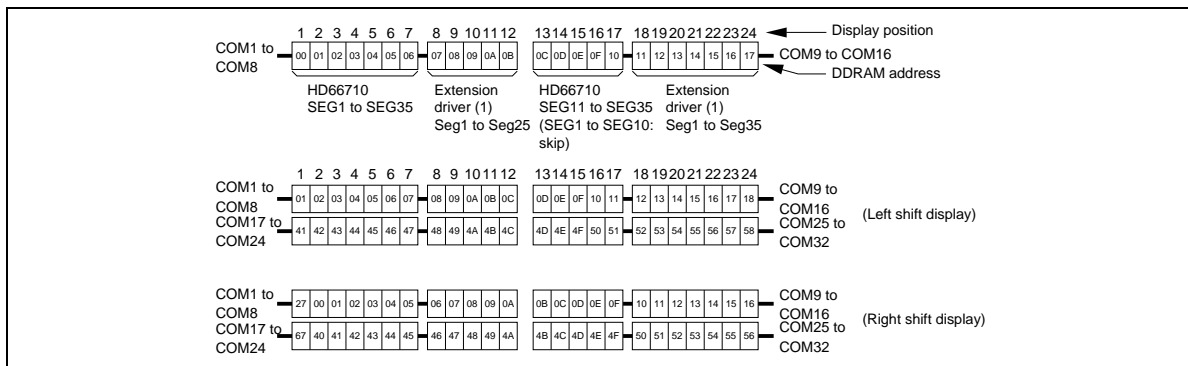 1 2 3 4 5 6 7 8 9 10 11 12 13 14 15 16 17 18 19 20 21 22 23 24 Display position
COM1 to COM8 00 01 02 03 04 05 06 07 08 09 0A 0B 0C 0D 0E 0F 10 11 12 13 14 15 16 17 COM9 to COM16
DDRAM address
HD66710 Extension HD66710 Extension
SEG1 to SEG35 driver (1) SEG11 to SEG35 driver (1)
Seg1 to Seg25 (SEG1 to SEG10: Seg1 to Seg35
skip)
1 2 3 4 5 6 7 8 9 10 11 12 13 14 15 16 17 18 19 20 21 22 23 24
COM1 to COM8 01 02 03 04 05 06 07 08 09 0A 0B 0C 0D 0E 0F 10 11 12 13 14 15 16 17 18 COM9 to COM16
(Left shift display)
COM17 to COM24 41 42 43 44 45 46 47 48 49 4A 4B 4C 4D 4E 4F 50 51 52 53 54 55 56 57 58 COM25 to COM32
COM1 to COM8 27 00 01 02 03 04 05 06 07 08 09 0A 0B 0C 0D 0E 0F 10 11 12 13 14 15 16 COM9 to COM16
(Right shift display)
COM17 to COM24 67 40 41 42 43 44 45 46 47 48 49 4A 4B 4C 4D 4E 4F 50 51 52 53 54 55 56 COM25 to COM32